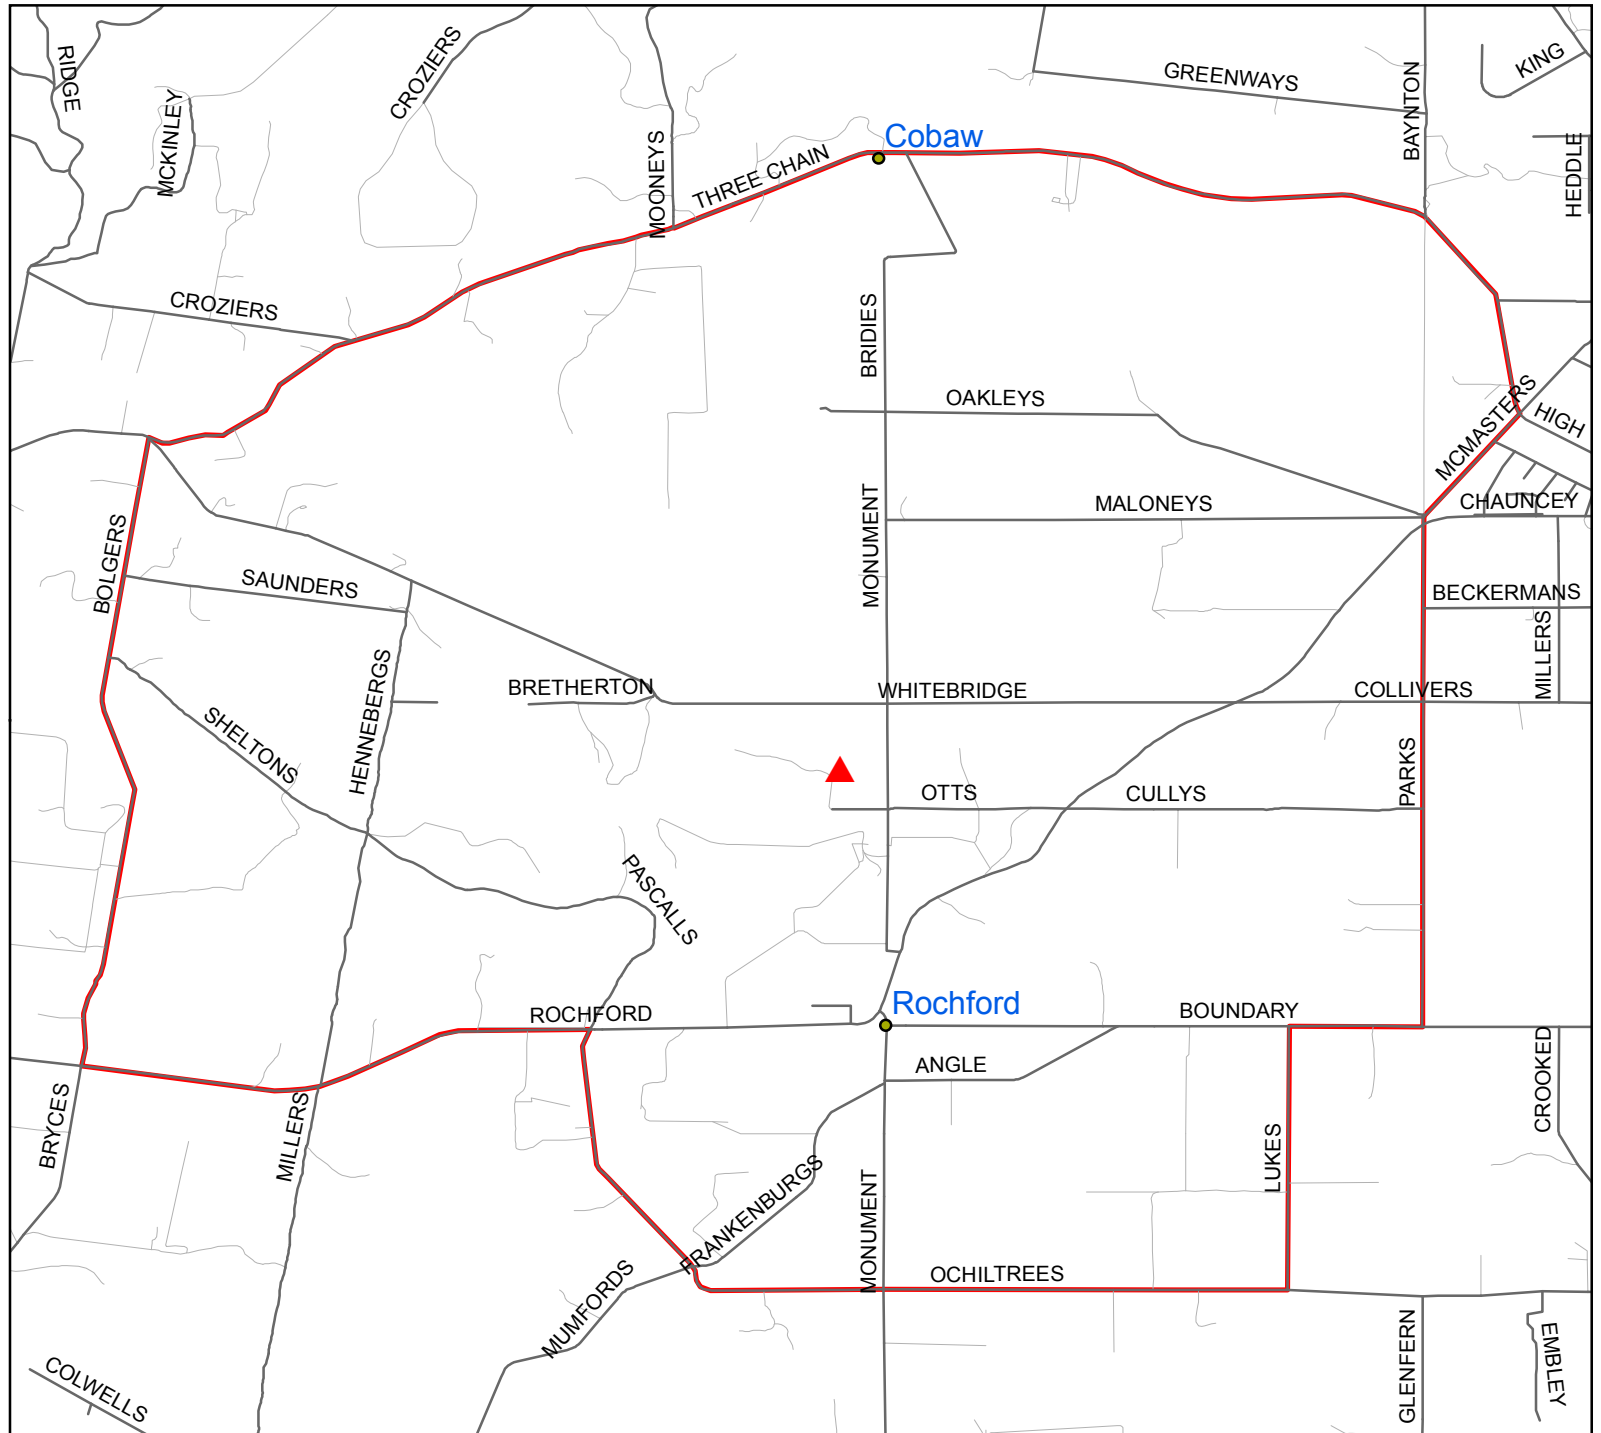 RIDGE
MCKINLEY
CROZIERS
MOONEYS
THREE CHAIN
Cobaw
GREENWAYS
BAYNTON
KING
HEDDLE
CROZIERS
BRIDIES
OAKLEYS
MCMASTERS
HIGH
MONUMENT
MALONEYS
CHAUNCEY
BOLGERS
SAUNDERS
BECKERMANS
MILLERS
HENNEBERGS
BRETHERTON
WHITEBRIDGE
COLLIVERS
SHELTONS
PARKS
OTTS
CULLYS
PASCALLS
ROCHFORD
Rochford
BOUNDARY
ANGLE
CROOKED
BRYCES
MILLERS
LUKES
FRANKENBURGS
MONUMENT
OCHILTREES
MUMFORDS
GLENFERN
EMBLEY
COLWELLS